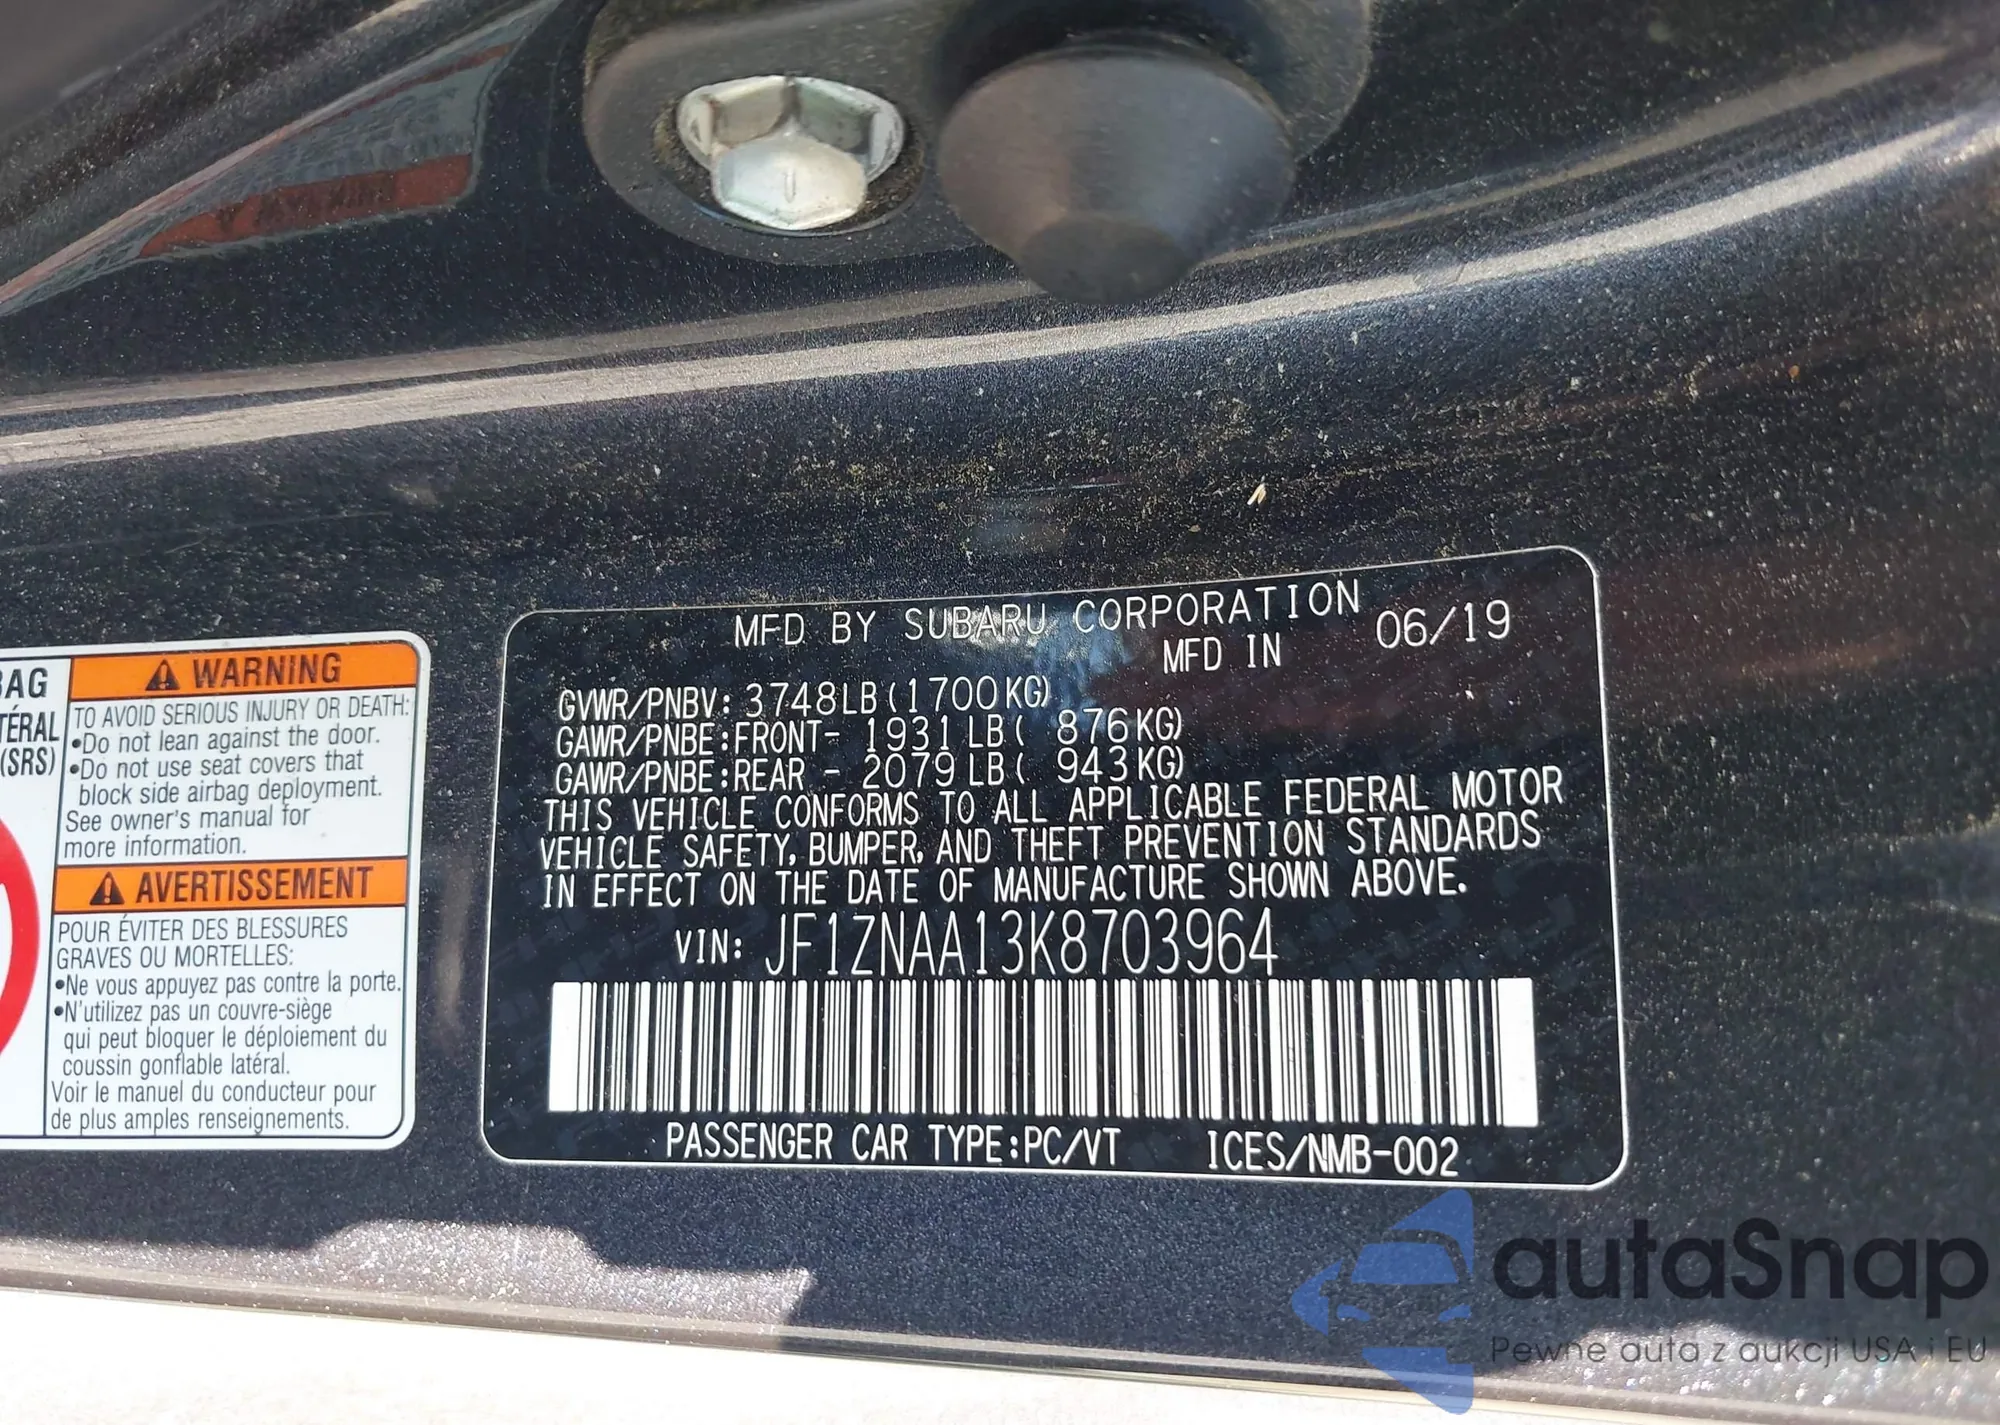 BAG
TÉRAL
(SRS)
WARNING
TO AVOID SERIOUS INJURY OR DEATH:
•Do not lean against the door.
•Do not use seat covers that
block side airbag deployment.
See owner's manual for
more information.
AVERTISSEMENT
POUR ÉVITER DES BLESSURES
GRAVES OU MORTELLES:
•Ne vous appuyez pas contre la porte.
•N'utilizez pas un couvre-siège
qui peut bloquer le déploiement du
coussin gonflable latéral.
Voir le manuel du conducteur pour
de plus amples renseignements.
MFD BY SUBARU CORPORATION
MFD IN 06/19
GVWR/PNBV: 3748LB(1700KG)
GAWR/PNBE:FRONT- 1931LB( 876KG)
GAWR/PNBE:REAR - 2079LB( 943KG)
THIS VEHICLE CONFORMS TO ALL APPLICABLE FEDERAL MOTOR
VEHICLE SAFETY, BUMPER, AND THEFT PREVENTION STANDARDS
IN EFFECT ON THE DATE OF MANUFACTURE SHOWN ABOVE.
VIN: JF1ZNAA13K8703964
PASSENGER CAR TYPE:PC/VT ICES/NMB-002
autaSnap
Pewne auta z aukcji USA i EU